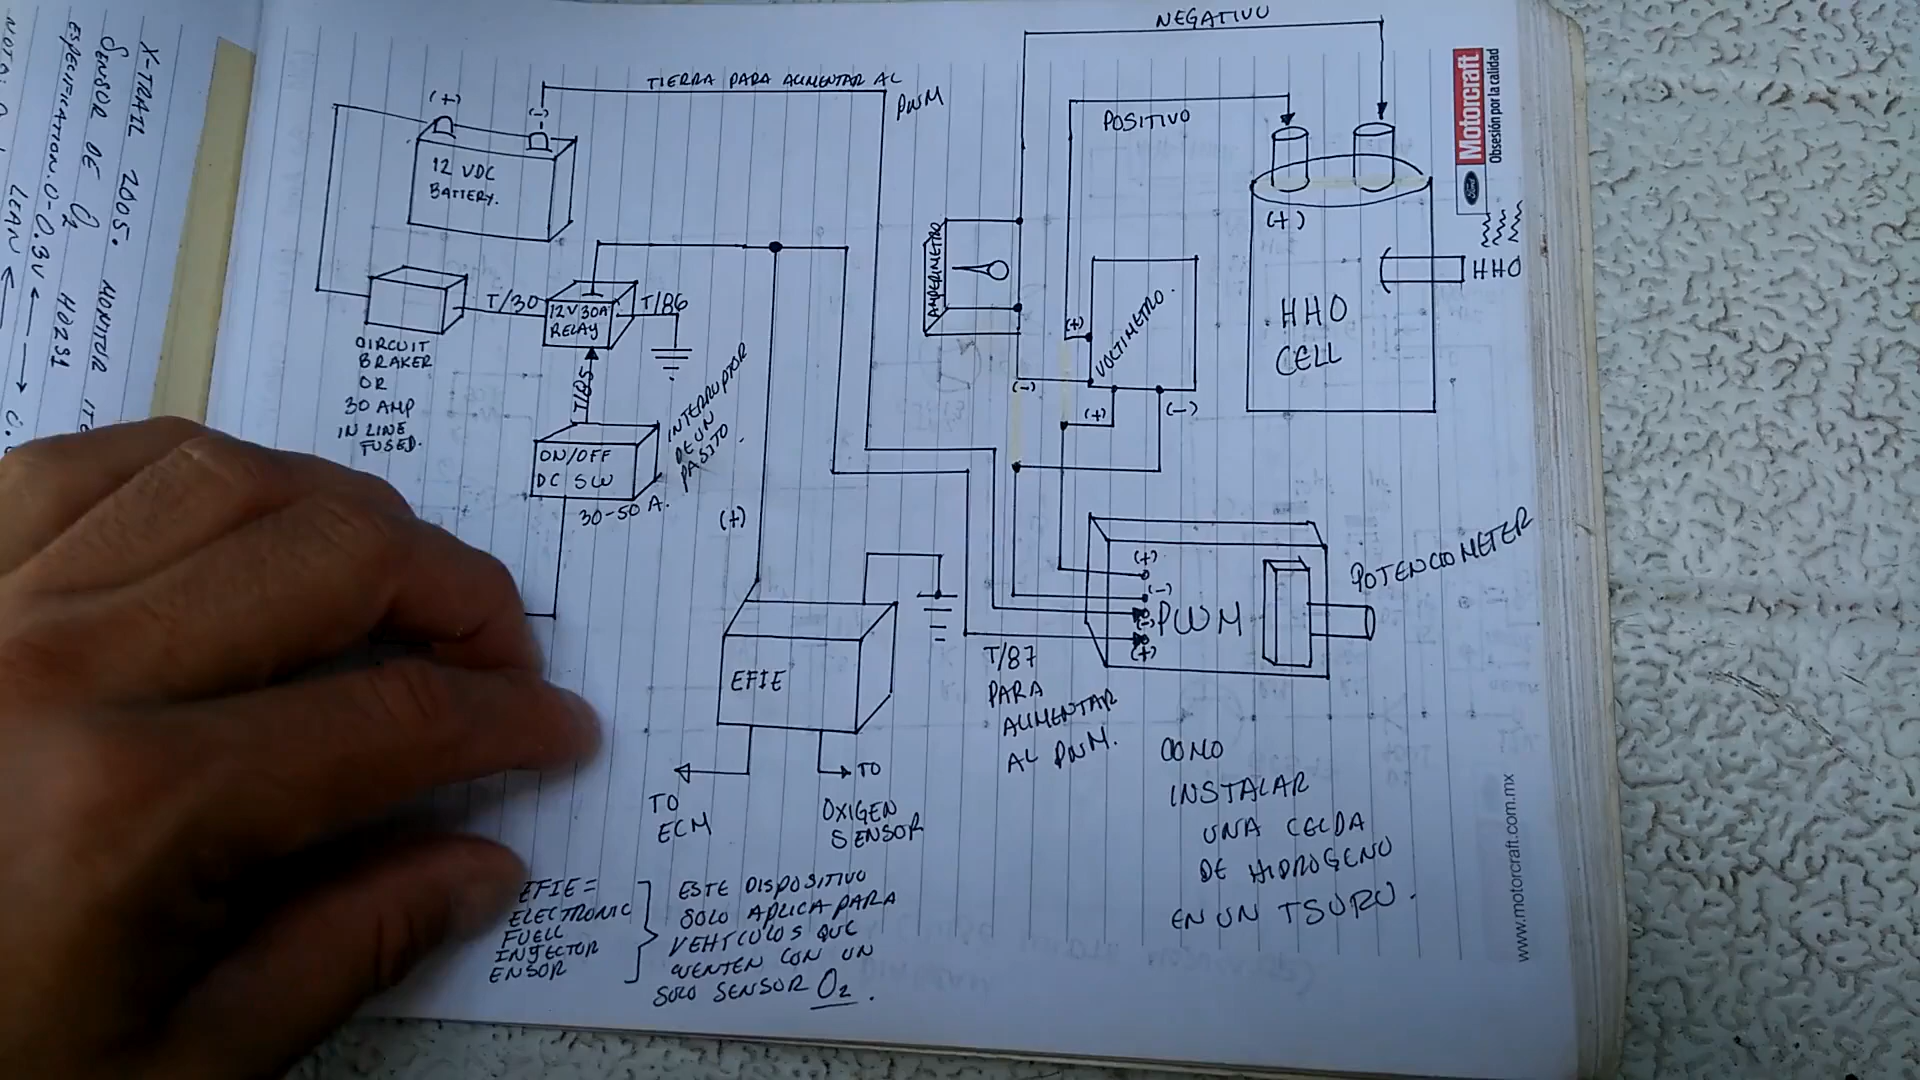 X-TRAIL 2005. MONITOR
SENSOR DE O2 H02S1
ESPECIFICATION. 0-0.3V
LEAN
NEGATIVO
TIERRA PARA ALIMENTAR AL
PWM
POSITIVO
(+)
(-)
12 VDC
BATTERY.
Motorcraft
Obsesión por la calidad
Ford
(+)
AMPERIMETRO
HHO
T/30
12V 30A
RELAY
T/86
HHO
CELL
VOLTIMETRO.
(+)
(-)
(+)
(-)
CIRCUIT
BRAKER
OR
30 AMP
IN LINE
FUSED.
T/85
INTERRUPTOR
DE UN
PASITO.
ON/OFF
DC SW
30-50 A.
(+)
(+)
(-)
PWM
(-)
(+)
POTENCIOMETER
EFIE
T/87
PARA
ALIMENTAR
AL PWM.
TO
ECM
TO
OXIGEN
SENSOR
COMO
INSTALAR
UNA CELDA
DE HIDROGENO
EN UN TSURU.
EFIE=
ELECTRONIC
FUELL
INJECTOR
ENSOR
ESTE DISPOSITIVO
SOLO APLICA PARA
VEHICULOS QUE
CUENTEN CON UN
SOLO SENSOR O2.
www.motorcraft.com.mx